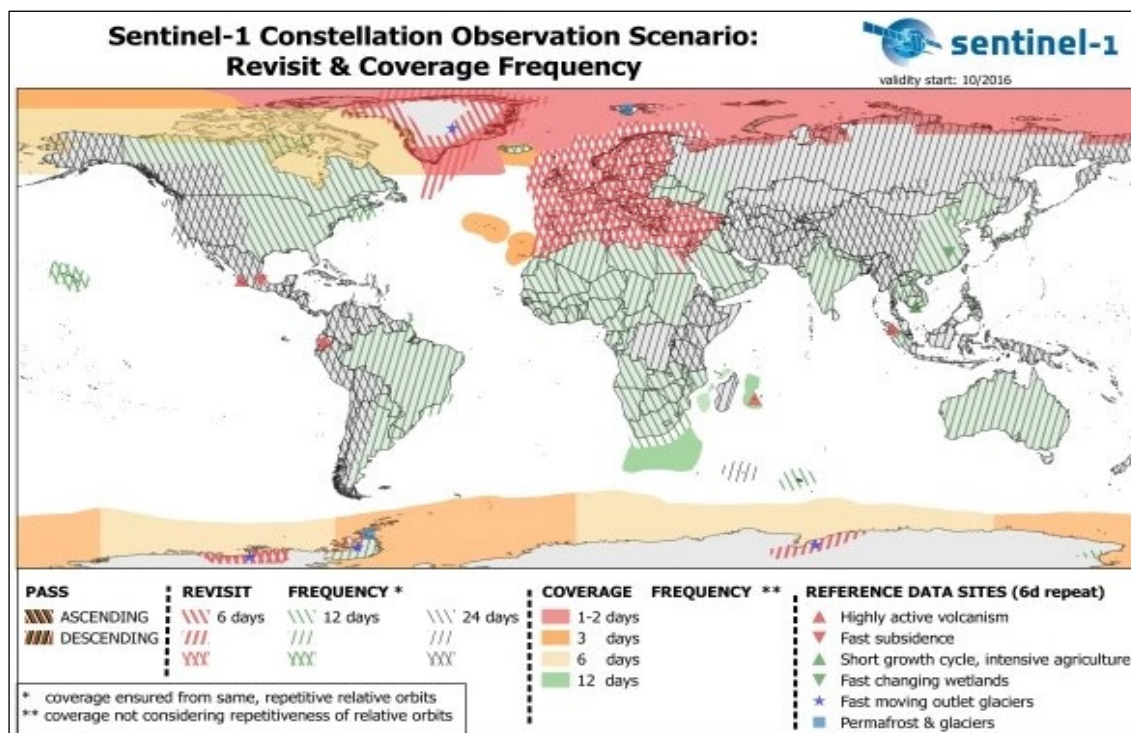 Sentinel-1 Constellation Observation Scenario:
Revisit & Coverage Frequency
sentinel-1
validity start: 10/2016
PASS
ASCENDING
DESCENDING
REVISIT FREQUENCY *
6 days 12 days 24 days
COVERAGE FREQUENCY **
1-2 days
3 days
6 days
12 days
REFERENCE DATA SITES (6d repeat)
Highly active volcanism
Fast subsidence
Short growth cycle, intensive agriculture
Fast changing wetlands
Fast moving outlet glaciers
Permafrost & glaciers
* coverage ensured from same, repetitive relative orbits
** coverage not considering repetitiveness of relative orbits